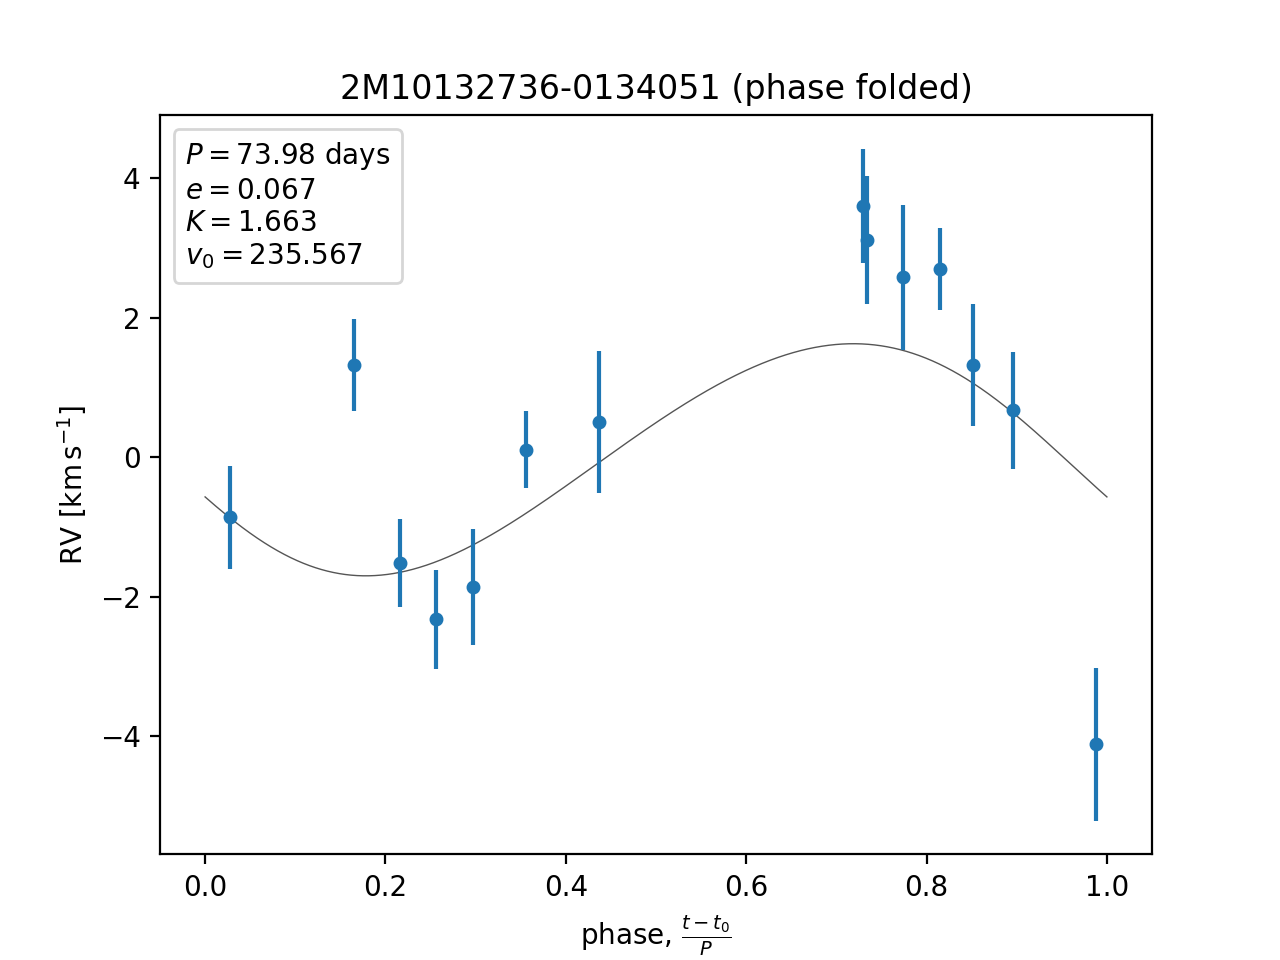 2M10132736-0134051 (phase folded)
P = 73.98 days
e = 0.067
K = 1.663
v₀ = 235.567
4
2
0
−2
−4
RV [km s⁻¹]
0.0 0.2 0.4 0.6 0.8 1.0
phase, (t − t₀)/P